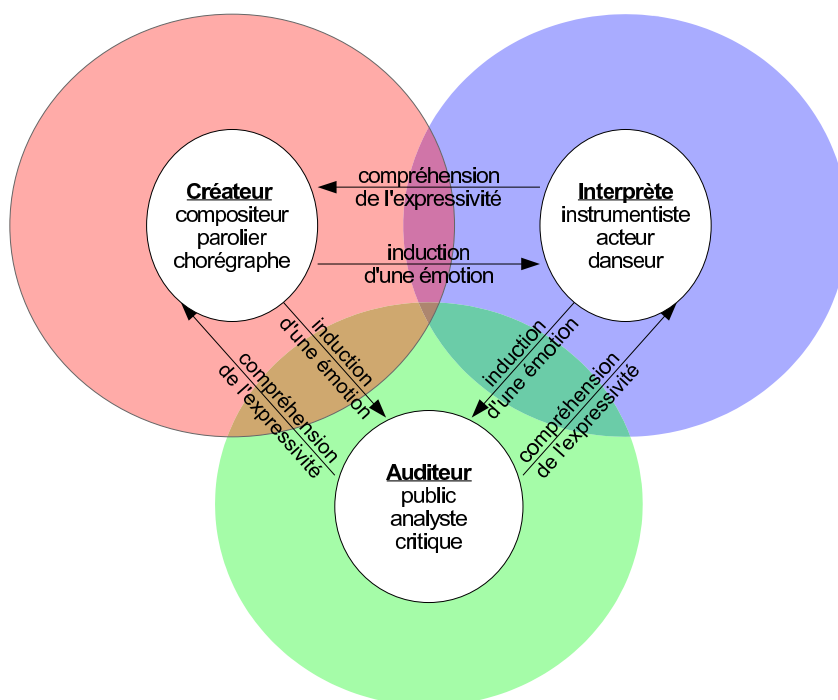 Créateur
compositeur
parolier
chorégraphe
compréhension
de l'expressivité
induction
d'une émotion
Interprète
instrumentiste
acteur
danseur
induction
d'une émotion
compréhension
de l'expressivité
induction
d'une émotion
compréhension
de l'expressivité
Auditeur
public
analyste
critique